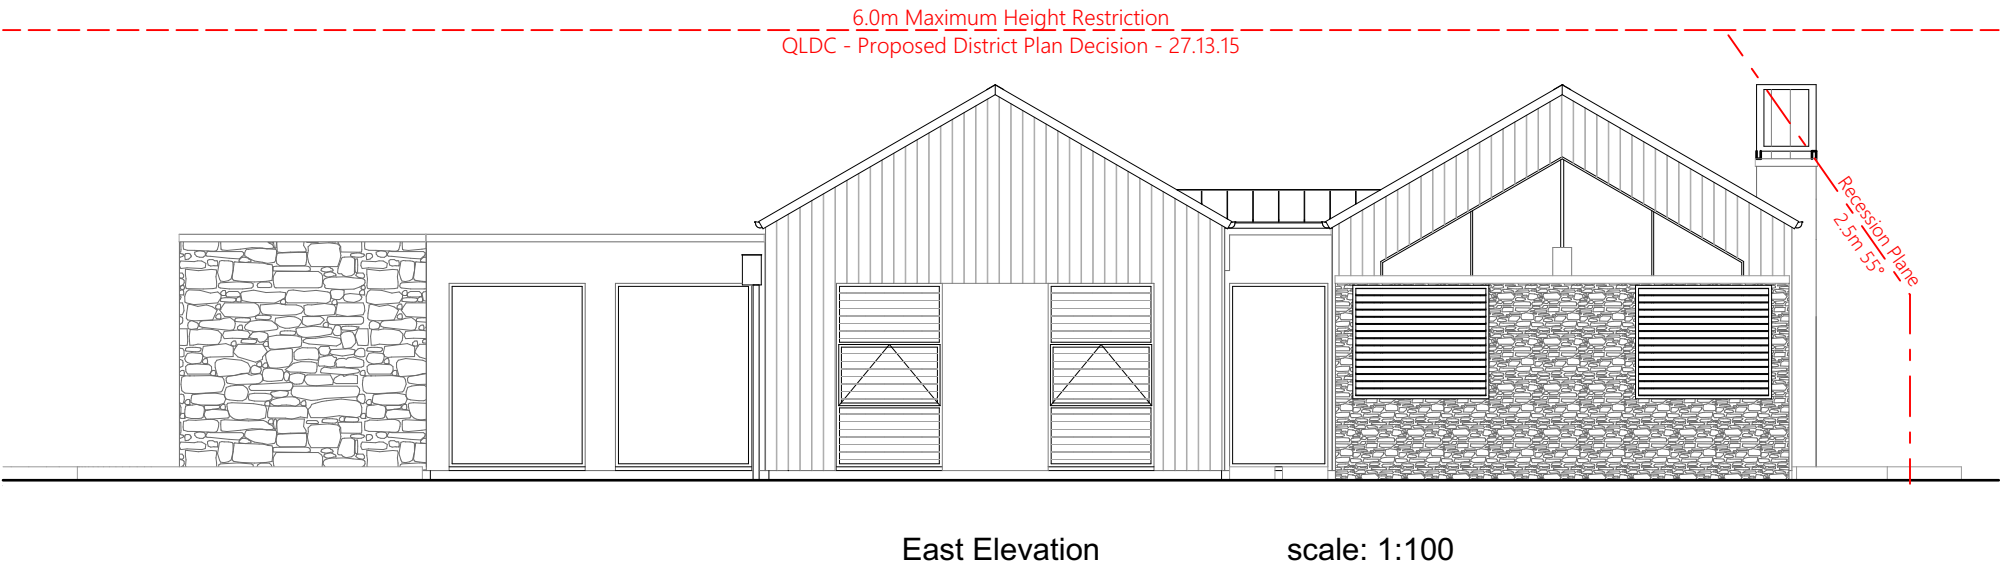 6.0m Maximum Height Restriction
QLDC - Proposed District Plan Decision - 27.13.15
Recession Plane
2.5m 55°
East Elevation scale: 1:100